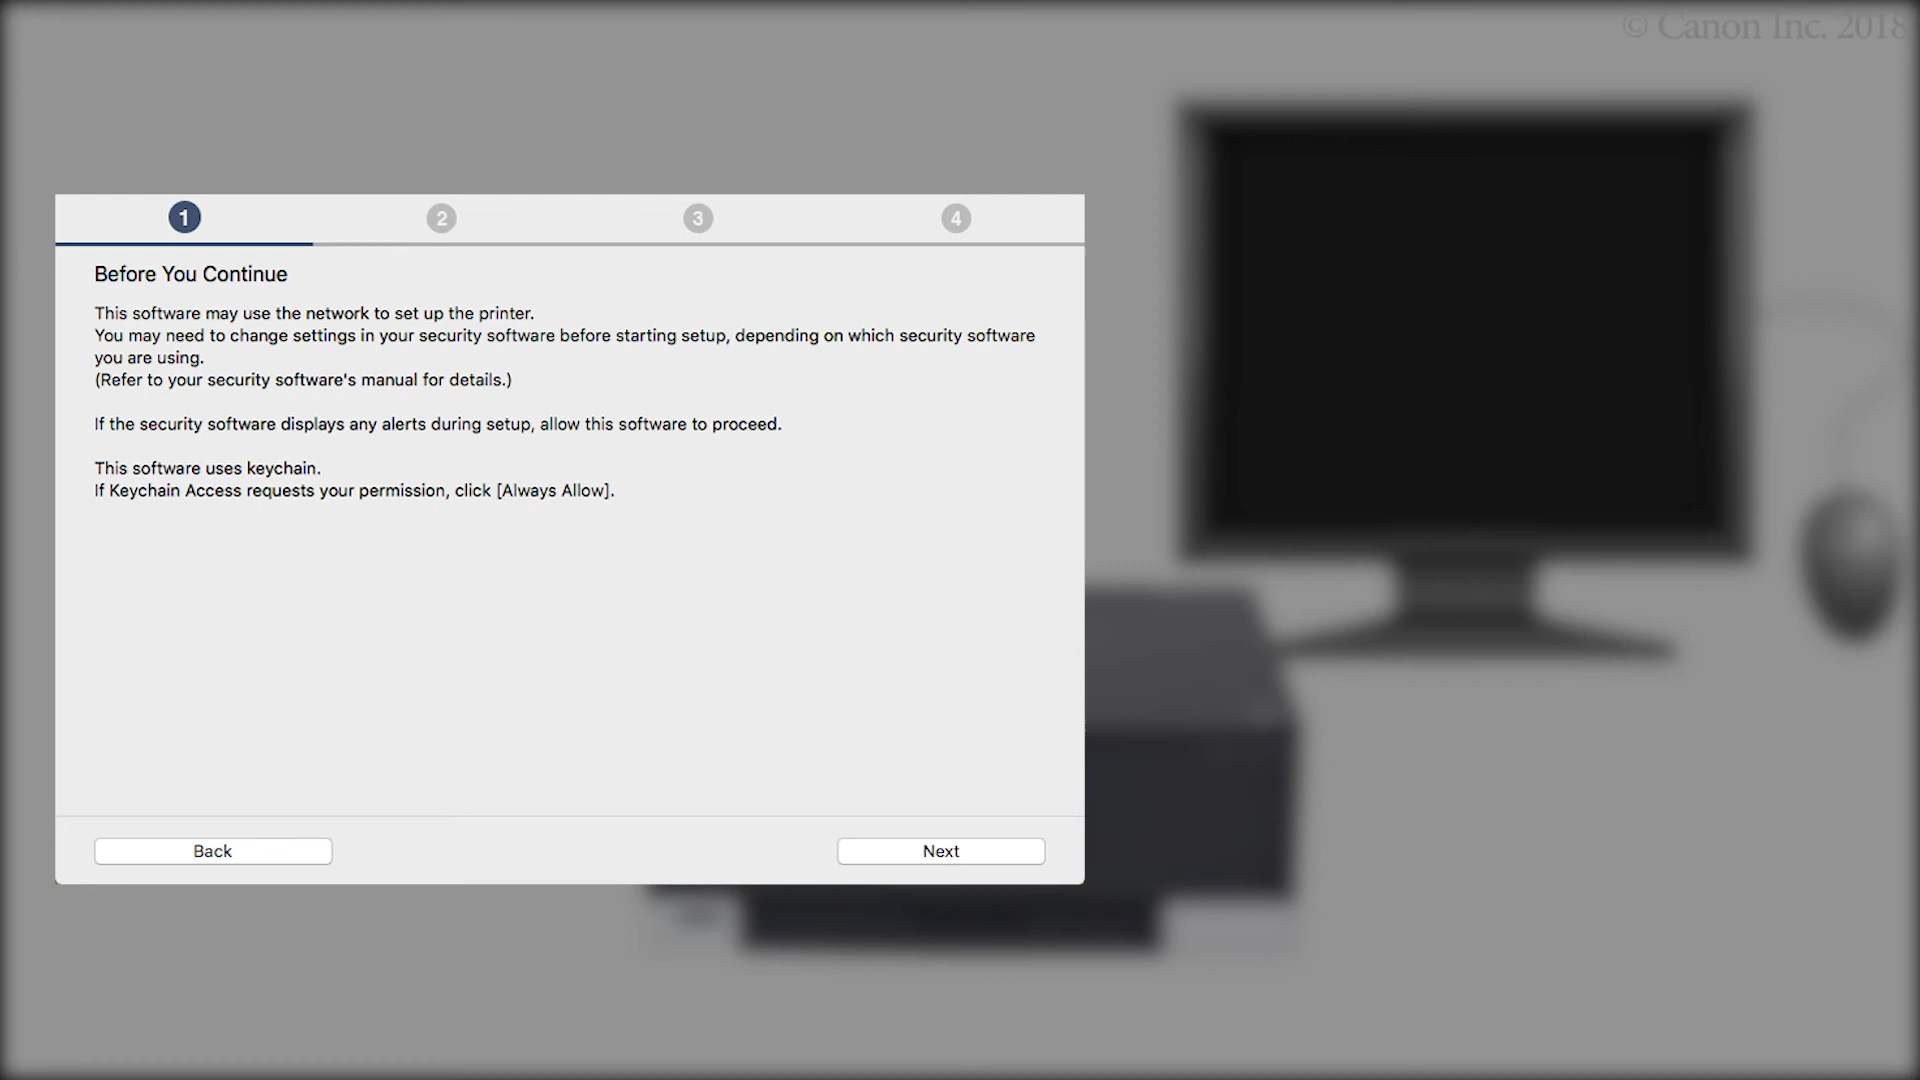 © Canon Inc. 2018
1 2 3 4
Before You Continue
This software may use the network to set up the printer.
You may need to change settings in your security software before starting setup, depending on which security software
you are using.
(Refer to your security software's manual for details.)
If the security software displays any alerts during setup, allow this software to proceed.
This software uses keychain.
If Keychain Access requests your permission, click [Always Allow].
Back Next